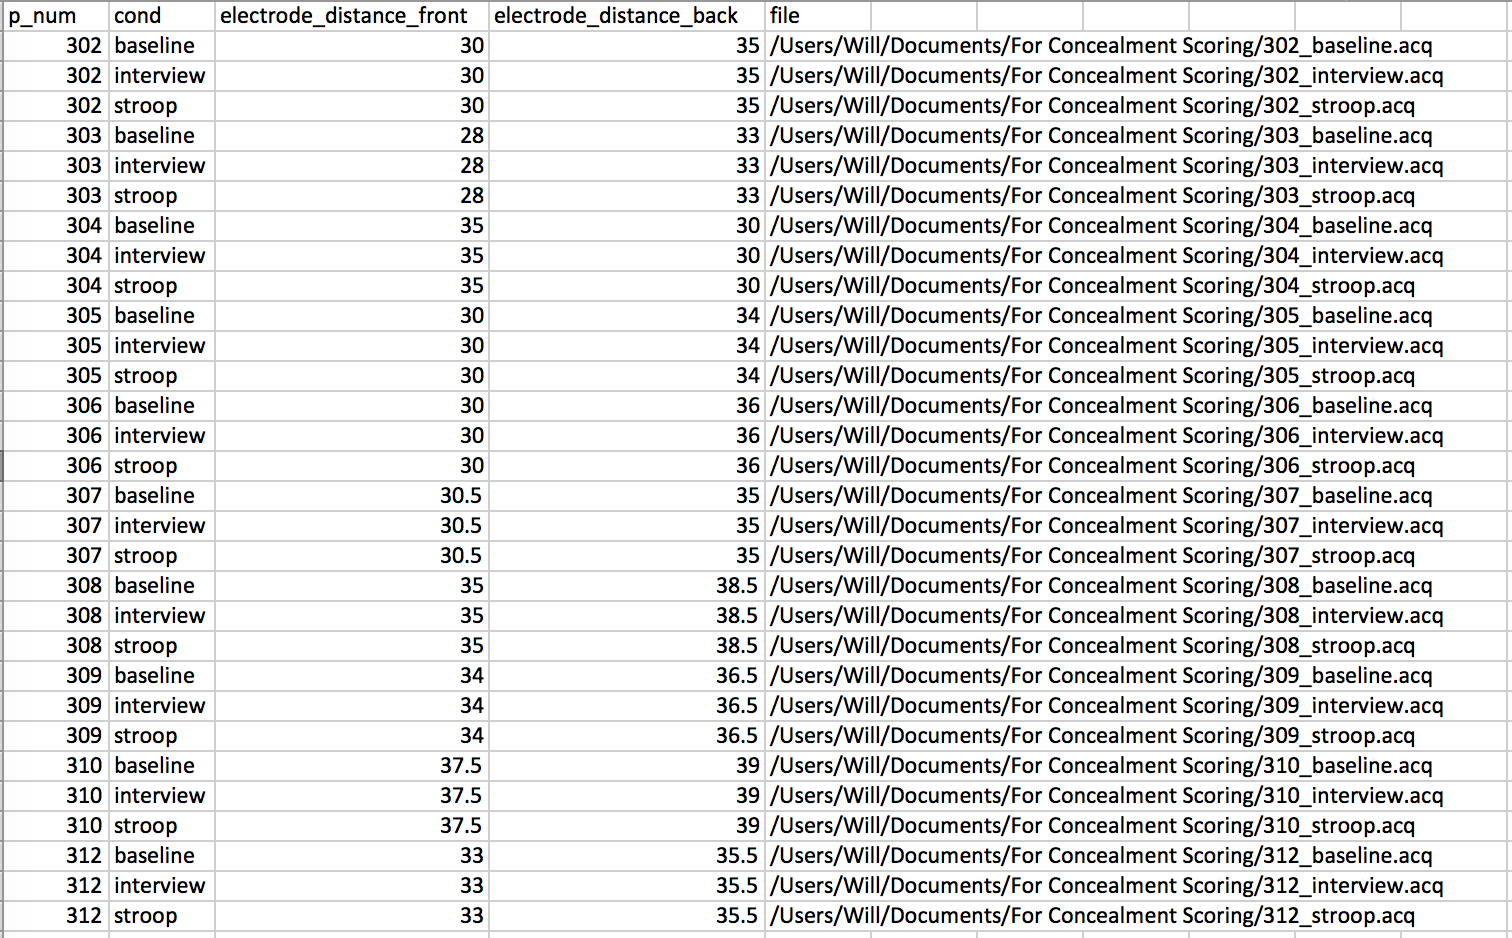 p_num cond electrode_distance_front electrode_distance_back file
302 baseline 30 35 /Users/Will/Documents/For Concealment Scoring/302_baseline.acq
302 interview 30 35 /Users/Will/Documents/For Concealment Scoring/302_interview.acq
302 stroop 30 35 /Users/Will/Documents/For Concealment Scoring/302_stroop.acq
303 baseline 28 33 /Users/Will/Documents/For Concealment Scoring/303_baseline.acq
303 interview 28 33 /Users/Will/Documents/For Concealment Scoring/303_interview.acq
303 stroop 28 33 /Users/Will/Documents/For Concealment Scoring/303_stroop.acq
304 baseline 35 30 /Users/Will/Documents/For Concealment Scoring/304_baseline.acq
304 interview 35 30 /Users/Will/Documents/For Concealment Scoring/304_interview.acq
304 stroop 35 30 /Users/Will/Documents/For Concealment Scoring/304_stroop.acq
305 baseline 30 34 /Users/Will/Documents/For Concealment Scoring/305_baseline.acq
305 interview 30 34 /Users/Will/Documents/For Concealment Scoring/305_interview.acq
305 stroop 30 34 /Users/Will/Documents/For Concealment Scoring/305_stroop.acq
306 baseline 30 36 /Users/Will/Documents/For Concealment Scoring/306_baseline.acq
306 interview 30 36 /Users/Will/Documents/For Concealment Scoring/306_interview.acq
306 stroop 30 36 /Users/Will/Documents/For Concealment Scoring/306_stroop.acq
307 baseline 30.5 35 /Users/Will/Documents/For Concealment Scoring/307_baseline.acq
307 interview 30.5 35 /Users/Will/Documents/For Concealment Scoring/307_interview.acq
307 stroop 30.5 35 /Users/Will/Documents/For Concealment Scoring/307_stroop.acq
308 baseline 35 38.5 /Users/Will/Documents/For Concealment Scoring/308_baseline.acq
308 interview 35 38.5 /Users/Will/Documents/For Concealment Scoring/308_interview.acq
308 stroop 35 38.5 /Users/Will/Documents/For Concealment Scoring/308_stroop.acq
309 baseline 34 36.5 /Users/Will/Documents/For Concealment Scoring/309_baseline.acq
309 interview 34 36.5 /Users/Will/Documents/For Concealment Scoring/309_interview.acq
309 stroop 34 36.5 /Users/Will/Documents/For Concealment Scoring/309_stroop.acq
310 baseline 37.5 39 /Users/Will/Documents/For Concealment Scoring/310_baseline.acq
310 interview 37.5 39 /Users/Will/Documents/For Concealment Scoring/310_interview.acq
310 stroop 37.5 39 /Users/Will/Documents/For Concealment Scoring/310_stroop.acq
312 baseline 33 35.5 /Users/Will/Documents/For Concealment Scoring/312_baseline.acq
312 interview 33 35.5 /Users/Will/Documents/For Concealment Scoring/312_interview.acq
312 stroop 33 35.5 /Users/Will/Documents/For Concealment Scoring/312_stroop.acq